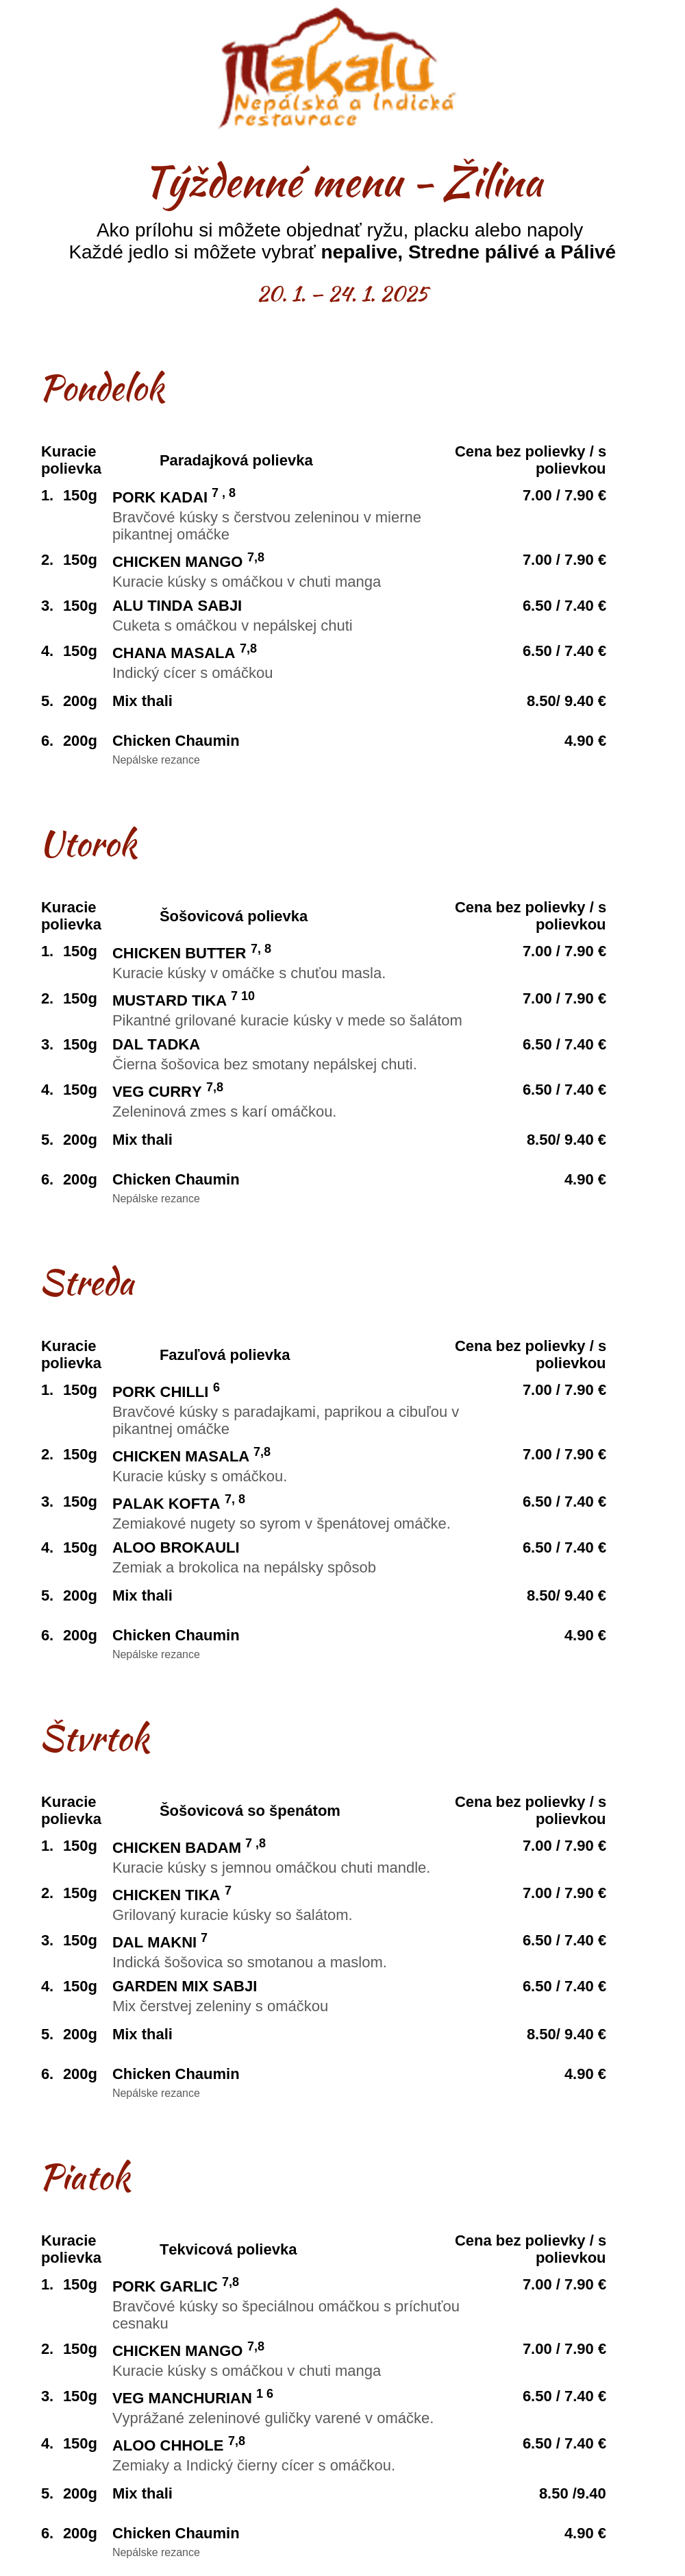 Makalu
Nepálská a Indická
restaurace
Týždenné menu - Žilina
Ako prílohu si môžete objednať ryžu, placku alebo napoly
Každé jedlo si môžete vybrať nepalive, Stredne pálivé a Pálivé
20. 1. – 24. 1. 2025
Pondelok
Kuracie polievka Paradajková polievka Cena bez polievky / s polievkou
1. 150g PORK KADAI 7 , 8 7.00 / 7.90 €
Bravčové kúsky s čerstvou zeleninou v mierne
pikantnej omáčke
2. 150g CHICKEN MANGO 7,8 7.00 / 7.90 €
Kuracie kúsky s omáčkou v chuti manga
3. 150g ALU TINDA SABJI 6.50 / 7.40 €
Cuketa s omáčkou v nepálskej chuti
4. 150g CHANA MASALA 7,8 6.50 / 7.40 €
Indický cícer s omáčkou
5. 200g Mix thali 8.50/ 9.40 €
6. 200g Chicken Chaumin 4.90 €
Nepálske rezance
Utorok
Kuracie polievka Šošovicová polievka Cena bez polievky / s polievkou
1. 150g CHICKEN BUTTER 7, 8 7.00 / 7.90 €
Kuracie kúsky v omáčke s chuťou masla.
2. 150g MUSTARD TIKA 7 10 7.00 / 7.90 €
Pikantné grilované kuracie kúsky v mede so šalátom
3. 150g DAL TADKA 6.50 / 7.40 €
Čierna šošovica bez smotany nepálskej chuti.
4. 150g VEG CURRY 7,8 6.50 / 7.40 €
Zeleninová zmes s karí omáčkou.
5. 200g Mix thali 8.50/ 9.40 €
6. 200g Chicken Chaumin 4.90 €
Nepálske rezance
Streda
Kuracie polievka Fazuľová polievka Cena bez polievky / s polievkou
1. 150g PORK CHILLI 6 7.00 / 7.90 €
Bravčové kúsky s paradajkami, paprikou a cibuľou v
pikantnej omáčke
2. 150g CHICKEN MASALA 7,8 7.00 / 7.90 €
Kuracie kúsky s omáčkou.
3. 150g PALAK KOFTA 7, 8 6.50 / 7.40 €
Zemiakové nugety so syrom v špenátovej omáčke.
4. 150g ALOO BROKAULI 6.50 / 7.40 €
Zemiak a brokolica na nepálsky spôsob
5. 200g Mix thali 8.50/ 9.40 €
6. 200g Chicken Chaumin 4.90 €
Nepálske rezance
Štvrtok
Kuracie polievka Šošovicová so špenátom Cena bez polievky / s polievkou
1. 150g CHICKEN BADAM 7 ,8 7.00 / 7.90 €
Kuracie kúsky s jemnou omáčkou chuti mandle.
2. 150g CHICKEN TIKA 7 7.00 / 7.90 €
Grilovaný kuracie kúsky so šalátom.
3. 150g DAL MAKNI 7 6.50 / 7.40 €
Indická šošovica so smotanou a maslom.
4. 150g GARDEN MIX SABJI 6.50 / 7.40 €
Mix čerstvej zeleniny s omáčkou
5. 200g Mix thali 8.50/ 9.40 €
6. 200g Chicken Chaumin 4.90 €
Nepálske rezance
Piatok
Kuracie polievka Tekvicová polievka Cena bez polievky / s polievkou
1. 150g PORK GARLIC 7,8 7.00 / 7.90 €
Bravčové kúsky so špeciálnou omáčkou s príchuťou
cesnaku
2. 150g CHICKEN MANGO 7,8 7.00 / 7.90 €
Kuracie kúsky s omáčkou v chuti manga
3. 150g VEG MANCHURIAN 1 6 6.50 / 7.40 €
Vyprážané zeleninové guličky varené v omáčke.
4. 150g ALOO CHHOLE 7,8 6.50 / 7.40 €
Zemiaky a Indický čierny cícer s omáčkou.
5. 200g Mix thali 8.50 /9.40
6. 200g Chicken Chaumin 4.90 €
Nepálske rezance